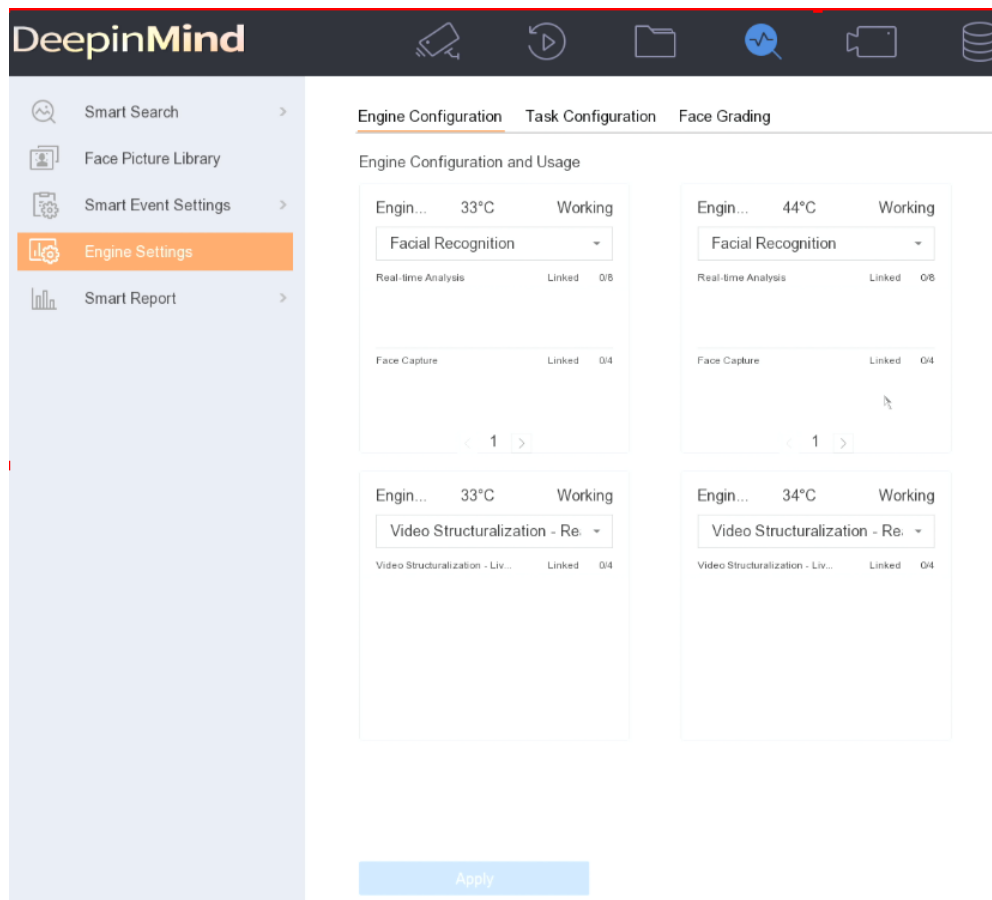 DeepinMind
Smart Search
Face Picture Library
Smart Event Settings
Engine Settings
Smart Report
Engine Configuration Task Configuration Face Grading
Engine Configuration and Usage
Engin... 33°C Working
Facial Recognition
Real-time Analysis Linked 0/8
Face Capture Linked 0/4
1
Engin... 44°C Working
Facial Recognition
Real-time Analysis Linked 0/8
Face Capture Linked 0/4
1
Engin... 33°C Working
Video Structuralization - Re
Video Structuralization - Liv... Linked 0/4
Engin... 34°C Working
Video Structuralization - Re
Video Structuralization - Liv... Linked 0/4
Apply